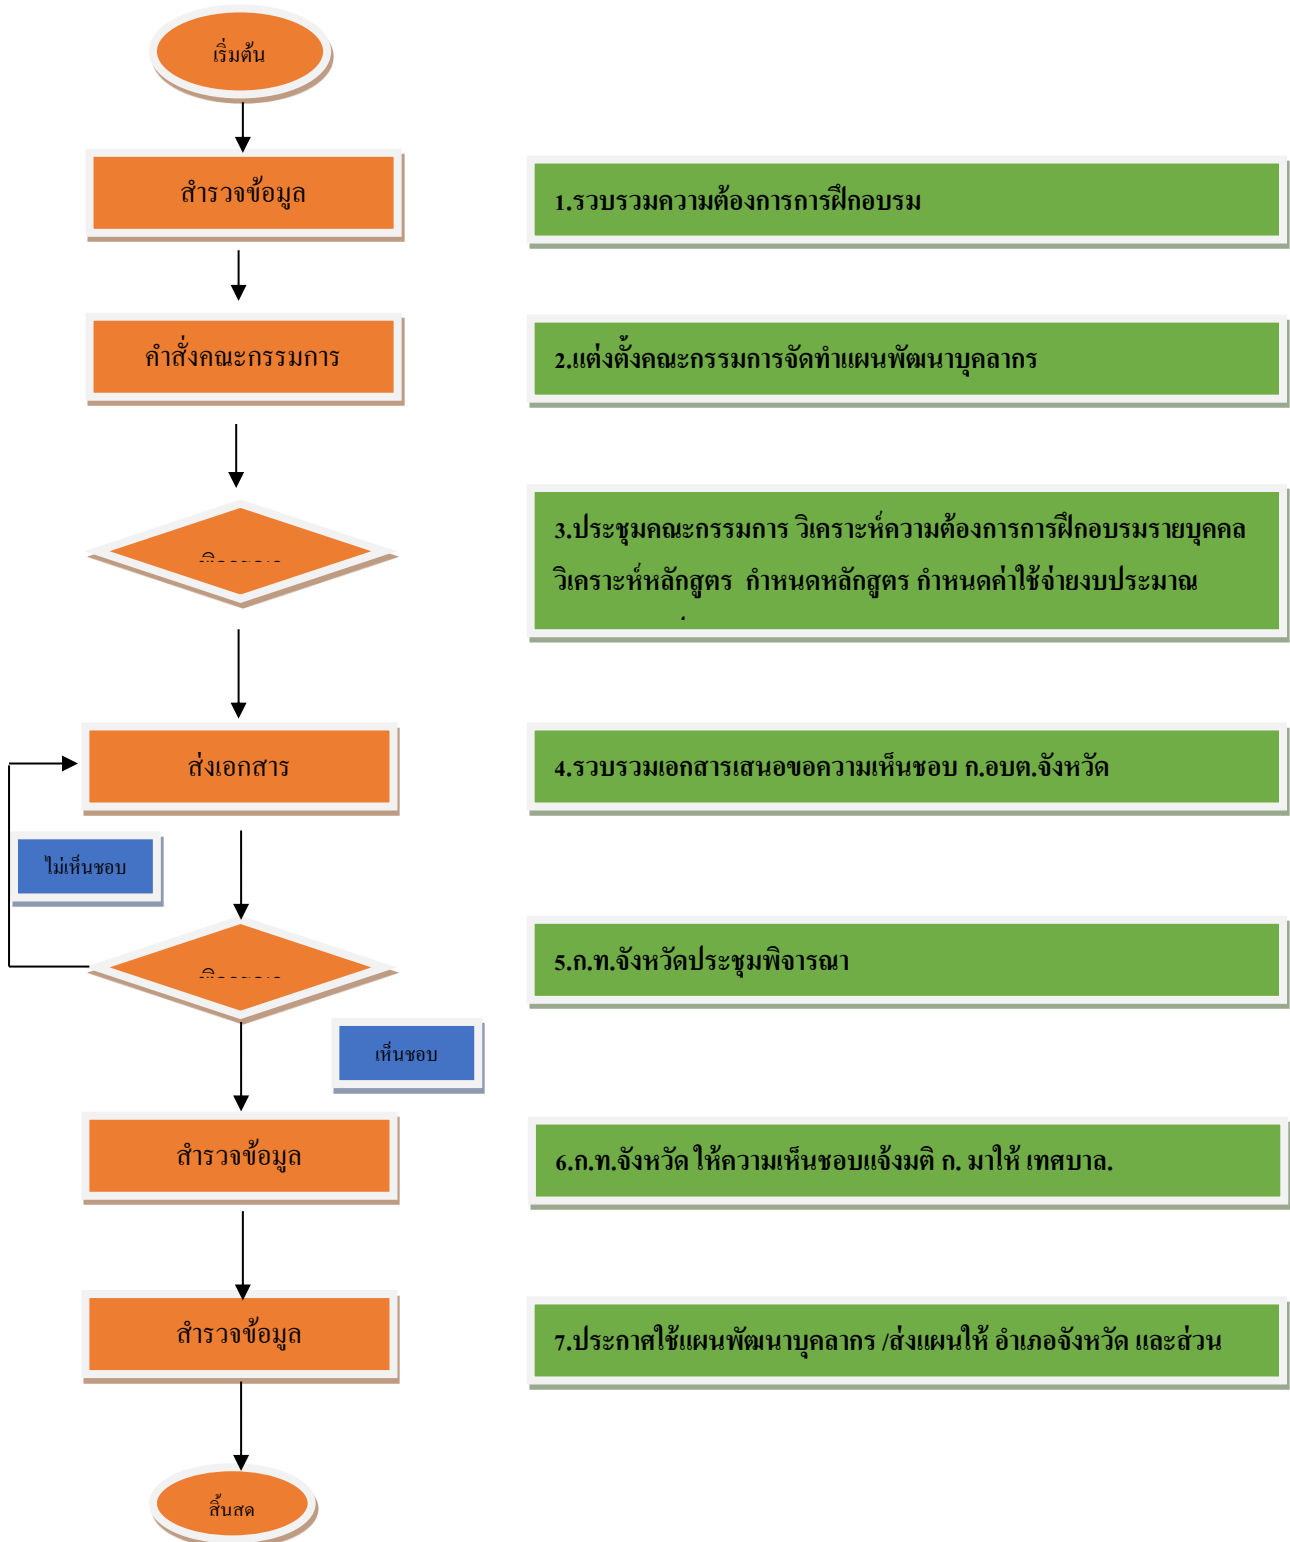 เริ่มต้น
สำรวจข้อมูล
1.รวบรวมความต้องการการฝึกอบรม
คำสั่งคณะกรรมการ
2.แต่งตั้งคณะกรรมการจัดทำแผนพัฒนาบุคลากร
3.ประชุมคณะกรรมการ วิเคราะห์ความต้องการการฝึกอบรมรายบุคคล
วิเคราะห์หลักสูตร กำหนดหลักสูตร กำหนดค่าใช้จ่ายงบประมาณ
ส่งเอกสาร
4.รวบรวมเอกสารเสนอขอความเห็นชอบ ก.อบต.จังหวัด
ไม่เห็นชอบ
5.ก.ท.จังหวัดประชุมพิจารณา
เห็นชอบ
สำรวจข้อมูล
6.ก.ท.จังหวัด ให้ความเห็นชอบแจ้งมติ ก. มาให้ เทศบาล.
สำรวจข้อมูล
7.ประกาศใช้แผนพัฒนาบุคลากร /ส่งแผนให้ อำเภอจังหวัด และส่วน
สิ้นสด